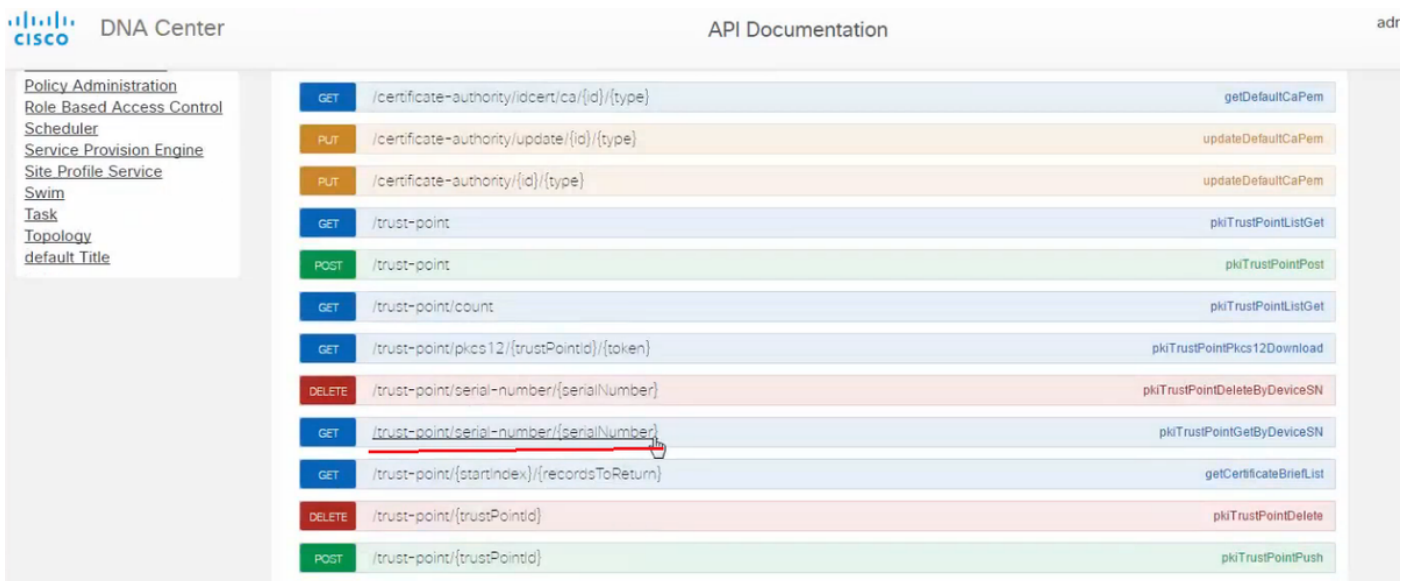 CISCO DNA Center
API Documentation
adr
Policy Administration
Role Based Access Control
Scheduler
Service Provision Engine
Site Profile Service
Swim
Task
Topology
default Title
GET /certificate-authority/idcert/ca/{id}/{type} getDefaultCaPem
PUT /certificate-authority/update/{id}/{type} updateDefaultCaPem
PUT /certificate-authority/{id}/{type} updateDefaultCaPem
GET /trust-point pkiTrustPointListGet
POST /trust-point pkiTrustPointPost
GET /trust-point/count pkiTrustPointListGet
GET /trust-point/pkcs12/{trustPointId}/{token} pkiTrustPointPkcs12Download
DELETE /trust-point/serial-number/{serialNumber} pkiTrustPointDeleteByDeviceSN
GET /trust-point/serial-number/{serialNumber} pkiTrustPointGetByDeviceSN
GET /trust-point/{startIndex}/{recordsToReturn} getCertificateBriefList
DELETE /trust-point/{trustPointId} pkiTrustPointDelete
POST /trust-point/{trustPointId} pkiTrustPointPush